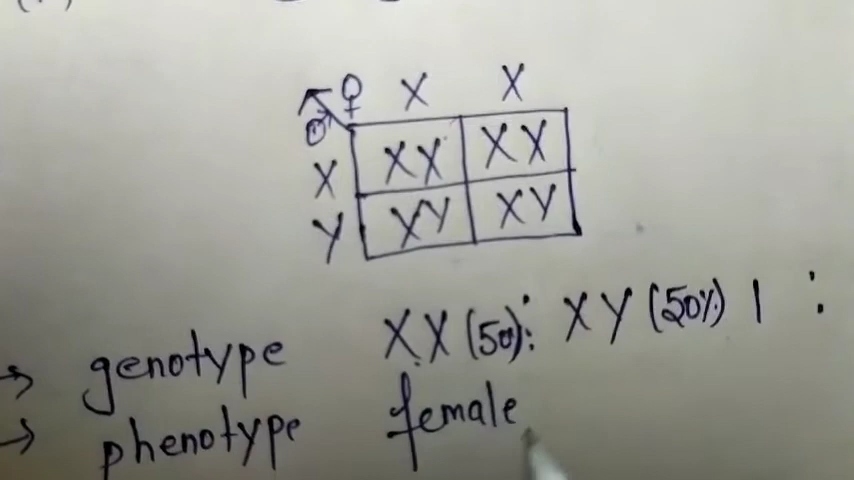 ♀ X X
♂
X XX XX
Y XY XY
→ genotype XX (50): XY (50%) 1 :
→ phenotype female